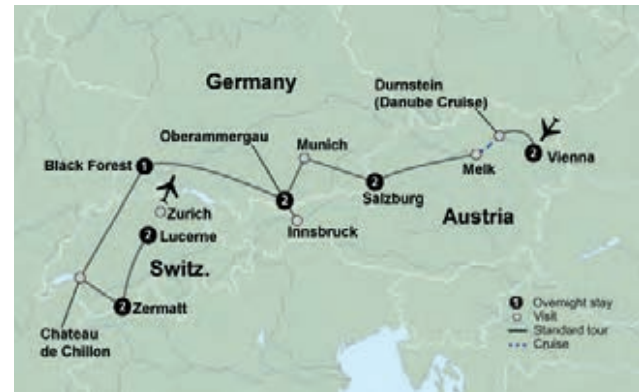 Germany
Durnstein
(Danube Cruise)
Oberammergau
Munich
Black Forest
1
2
Vienna
Melk
2
2
Salzburg
Zurich
Innsbruck
Austria
2
Lucerne
Switz.
2
Zermatt
Chateau
de Chillon
1 Overnight stay
Visit
Standard tour
Cruise